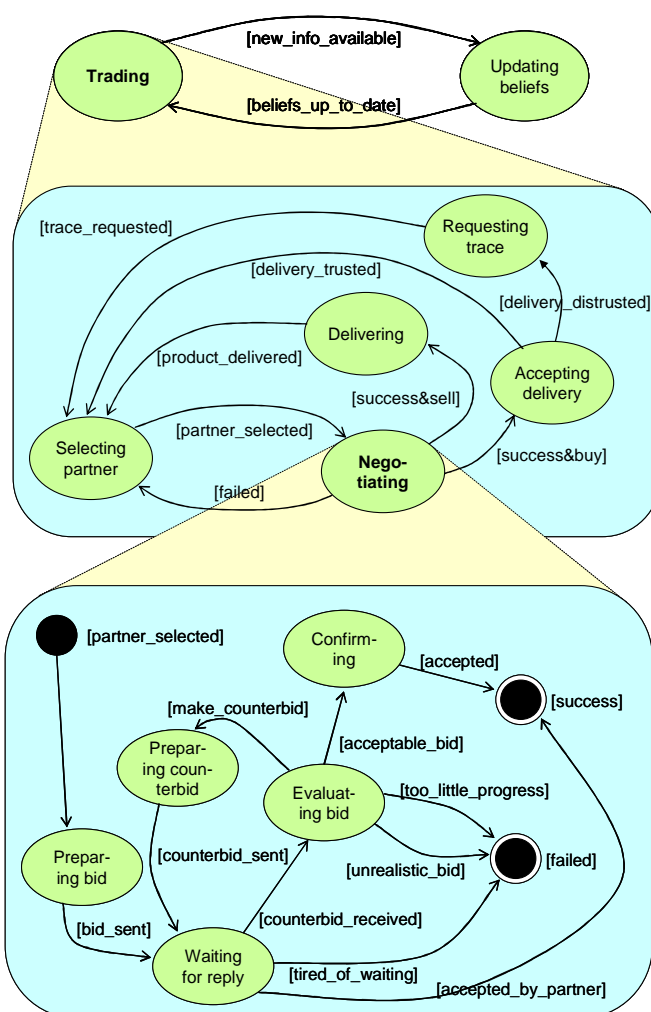 [new_info_available]
Trading
Updating
beliefs
[beliefs_up_to_date]
[trace_requested]
Requesting
trace
[delivery_trusted]
[delivery_distrusted]
Delivering
[product_delivered]
Accepting
delivery
[success&sell]
[partner_selected]
Selecting
partner
[success&buy]
Nego-
tiating
[failed]
[partner_selected]
Confirm-
ing
[accepted]
[success]
[make_counterbid]
[acceptable_bid]
Prepar-
ing coun-
terbid
Evaluat-
ing bid
[too_little_progress]
Prepar-
ing bid
[counterbid_sent]
[unrealistic_bid]
[failed]
[bid_sent]
[counterbid_received]
Waiting
for reply
[tired_of_waiting]
[accepted_by_partner]